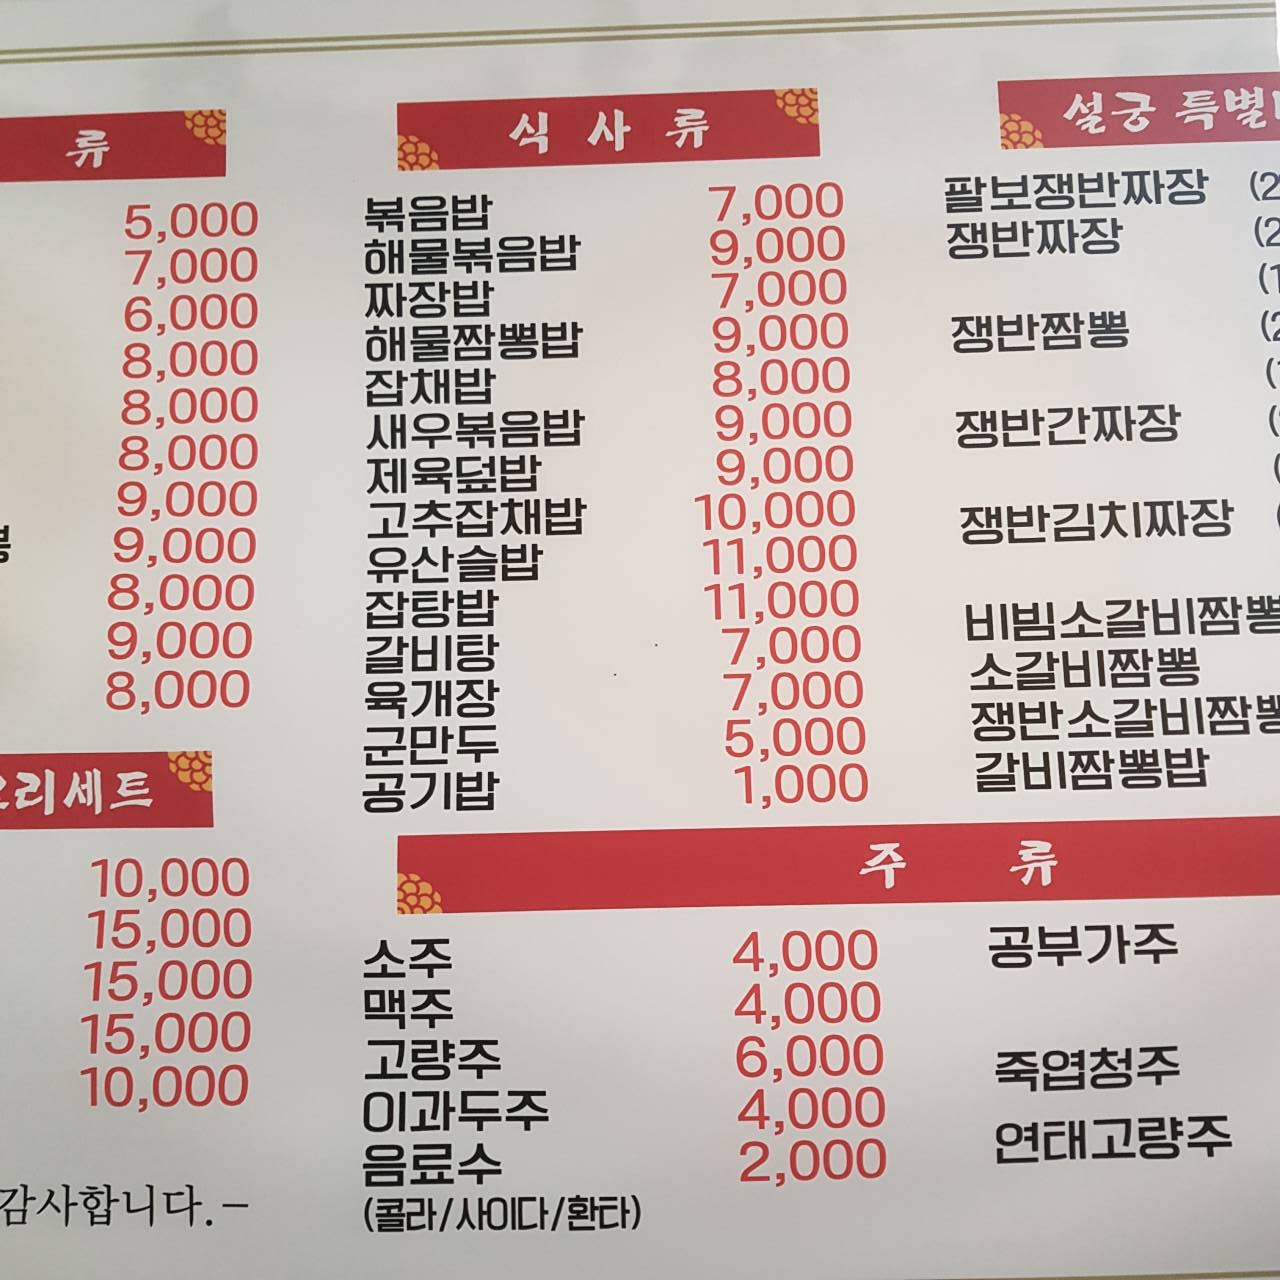 류
5,000
7,000
6,000
8,000
8,000
8,000
9,000
9,000
8,000
9,000
8,000
요리세트
10,000
15,000
15,000
15,000
10,000
감사합니다.-
식사류
볶음밥 7,000
해물볶음밥 9,000
짜장밥 7,000
해물짬뽕밥 9,000
잡채밥 8,000
새우볶음밥 9,000
제육덮밥 9,000
고추잡채밥 10,000
유산슬밥 11,000
잡탕밥 11,000
갈비탕 7,000
육개장 7,000
군만두 5,000
공기밥 1,000
설궁 특별
팔보쟁반짜장 (2
쟁반짜장 (2
(1
쟁반짬뽕 (2
(1
쟁반간짜장 (
(
쟁반김치짜장 (
비빔소갈비짬뽕
소갈비짬뽕
쟁반소갈비짬뽕
갈비짬뽕밥
주류
소주 4,000
맥주 4,000
고량주 6,000
이과두주 4,000
음료수 2,000
(콜라/사이다/환타)
공부가주
죽엽청주
연태고량주